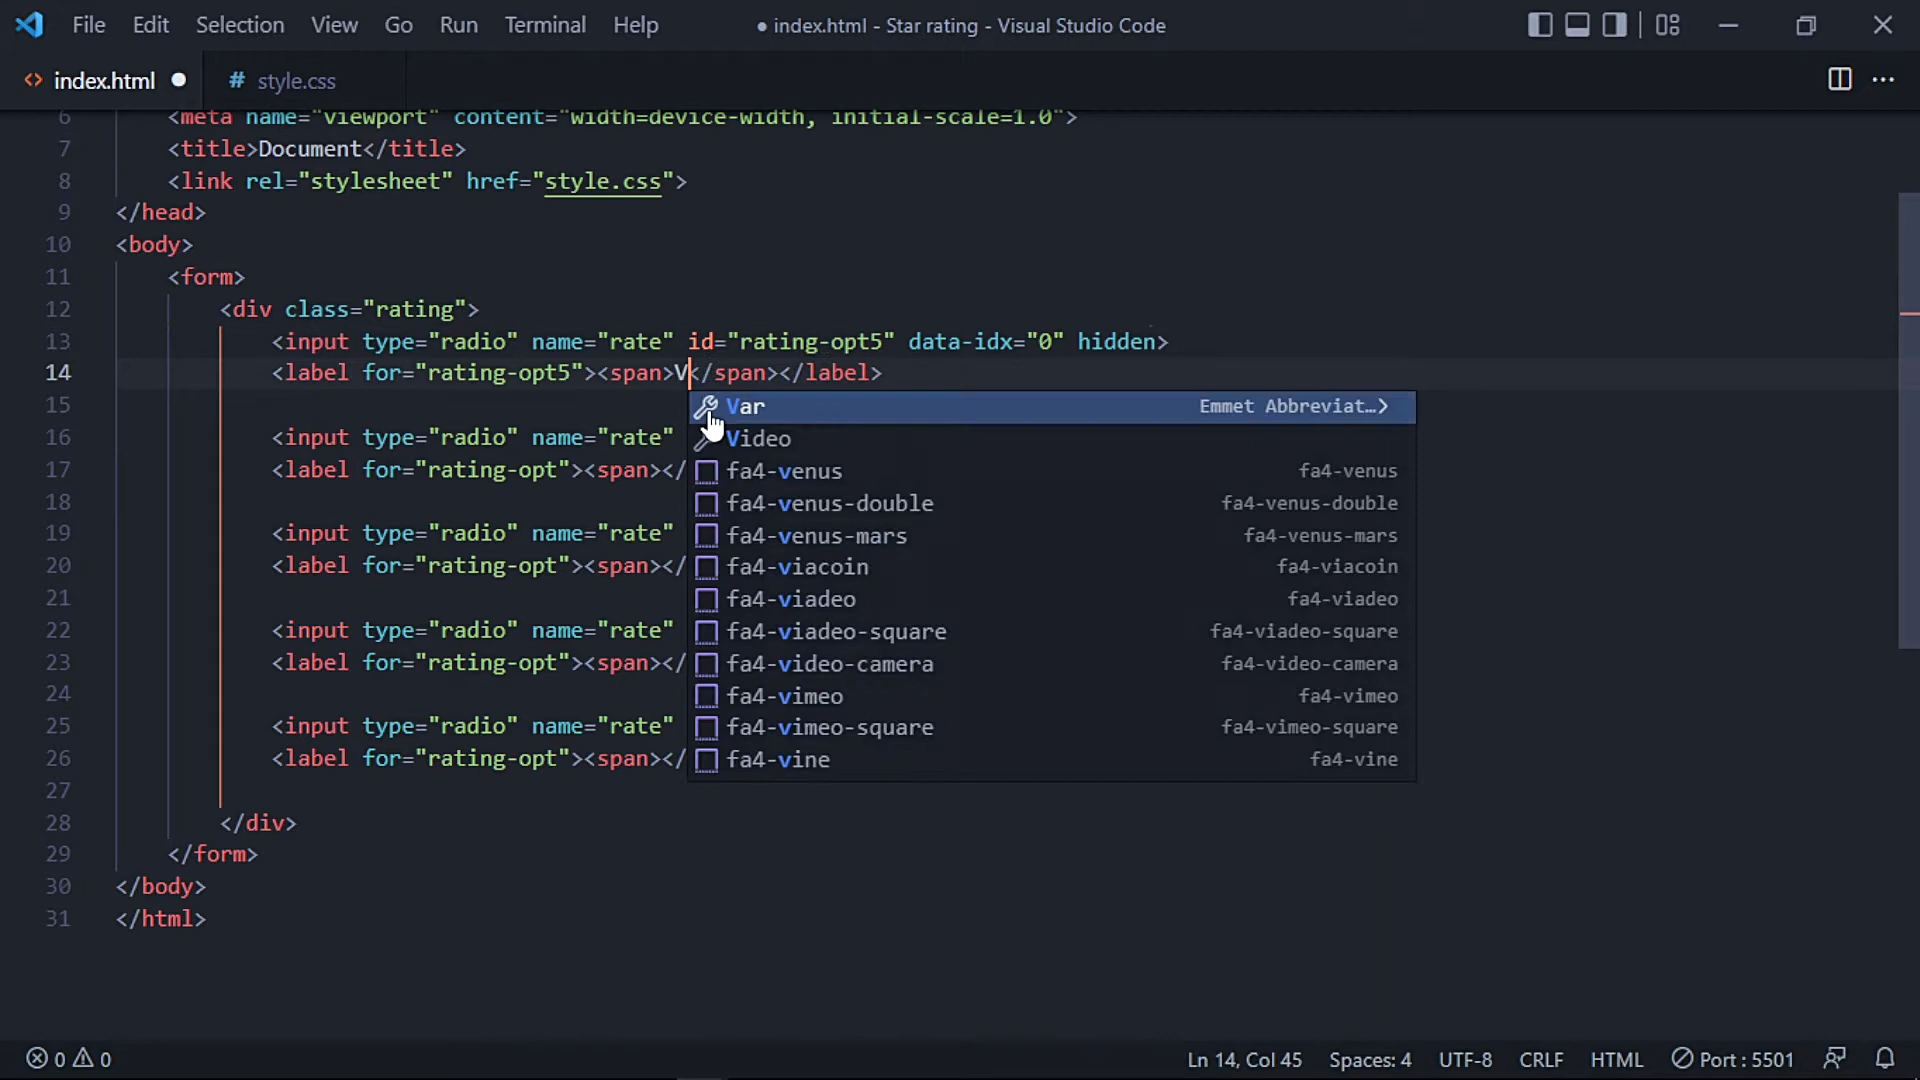 File Edit Selection View Go Run Terminal Help ● index.html - Star rating - Visual Studio Code
<> index.html ● # style.css ···
6 <meta name="viewport" content="width=device-width, initial-scale=1.0">
7 <title>Document</title>
8 <link rel="stylesheet" href="style.css">
9 </head>
10 <body>
11 <form>
12 <div class="rating">
13 <input type="radio" name="rate" id="rating-opt5" data-idx="0" hidden>
14 <label for="rating-opt5"><span>V</span></label>
15 Var Emmet Abbreviat…>
16 <input type="radio" name="rate" Video
17 <label for="rating-opt"><span></ fa4-venus fa4-venus
18 fa4-venus-double fa4-venus-double
19 <input type="radio" name="rate" fa4-venus-mars fa4-venus-mars
20 <label for="rating-opt"><span></ fa4-viacoin fa4-viacoin
21 fa4-viadeo fa4-viadeo
22 <input type="radio" name="rate" fa4-viadeo-square fa4-viadeo-square
23 <label for="rating-opt"><span></ fa4-video-camera fa4-video-camera
24 fa4-vimeo fa4-vimeo
25 <input type="radio" name="rate" fa4-vimeo-square fa4-vimeo-square
26 <label for="rating-opt"><span></ fa4-vine fa4-vine
27
28 </div>
29 </form>
30 </body>
31 </html>
0 0 Ln 14, Col 45 Spaces: 4 UTF-8 CRLF HTML Port : 5501